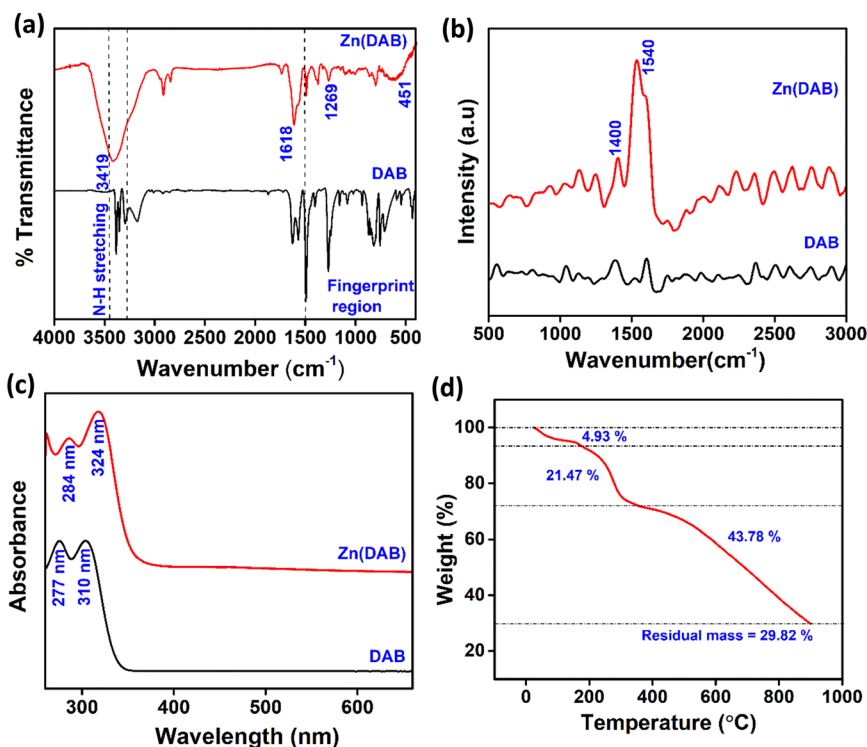 (a)
Zn(DAB)
3419
1618
1269
451
DAB
N-H stretching
Fingerprint
region
% Transmittance
4000 3500 3000 1500 1000 500
Wavenumber (cm-1)
(b)
1540
1400
Zn(DAB)
DAB
Intensity (a.u)
500 1000 1500 2000 2500 3000
Wavenumber(cm-1)
(c)
284 nm
324 nm
Zn(DAB)
277 nm
310 nm
DAB
Absorbance
300 400 500 600
Wavelength (nm)
(d)
100
80
60
40
20
4.93 %
21.47 %
43.78 %
Residual mass = 29.82 %
Weight (%)
0 200 400 600 800 1000
Temperature (°C)